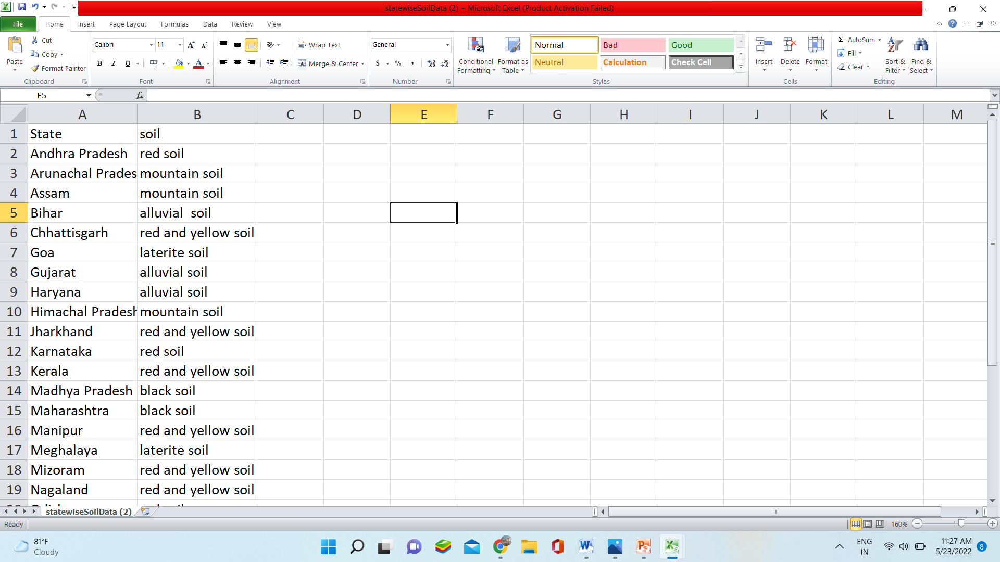 statewiseSoilData (2) - Microsoft Excel (Product Activation Failed)
File Home Insert Page Layout Formulas Data Review View
Paste
Cut
Copy
Format Painter
Clipboard
Calibri 11
B I U
A
Font
Wrap Text
Merge & Center
Alignment
General
$ % ,
Number
Conditional Formatting
Format as Table
Normal Bad Good
Neutral Calculation Check Cell
Styles
Insert Delete Format
Cells
Σ AutoSum
Fill
Clear
Sort & Filter
Find & Select
Editing
E5 fx
A B C D E F G H I J K L M
1 State soil
2 Andhra Pradesh red soil
3 Arunachal Prades mountain soil
4 Assam mountain soil
5 Bihar alluvial  soil
6 Chhattisgarh red and yellow soil
7 Goa laterite soil
8 Gujarat alluvial soil
9 Haryana alluvial soil
10 Himachal Pradesh mountain soil
11 Jharkhand red and yellow soil
12 Karnataka red soil
13 Kerala red and yellow soil
14 Madhya Pradesh black soil
15 Maharashtra black soil
16 Manipur red and yellow soil
17 Meghalaya laterite soil
18 Mizoram red and yellow soil
19 Nagaland red and yellow soil
statewiseSoilData (2)
Ready 160%
81°F
Cloudy
ENG
IN
11:27 AM
5/23/2022
8